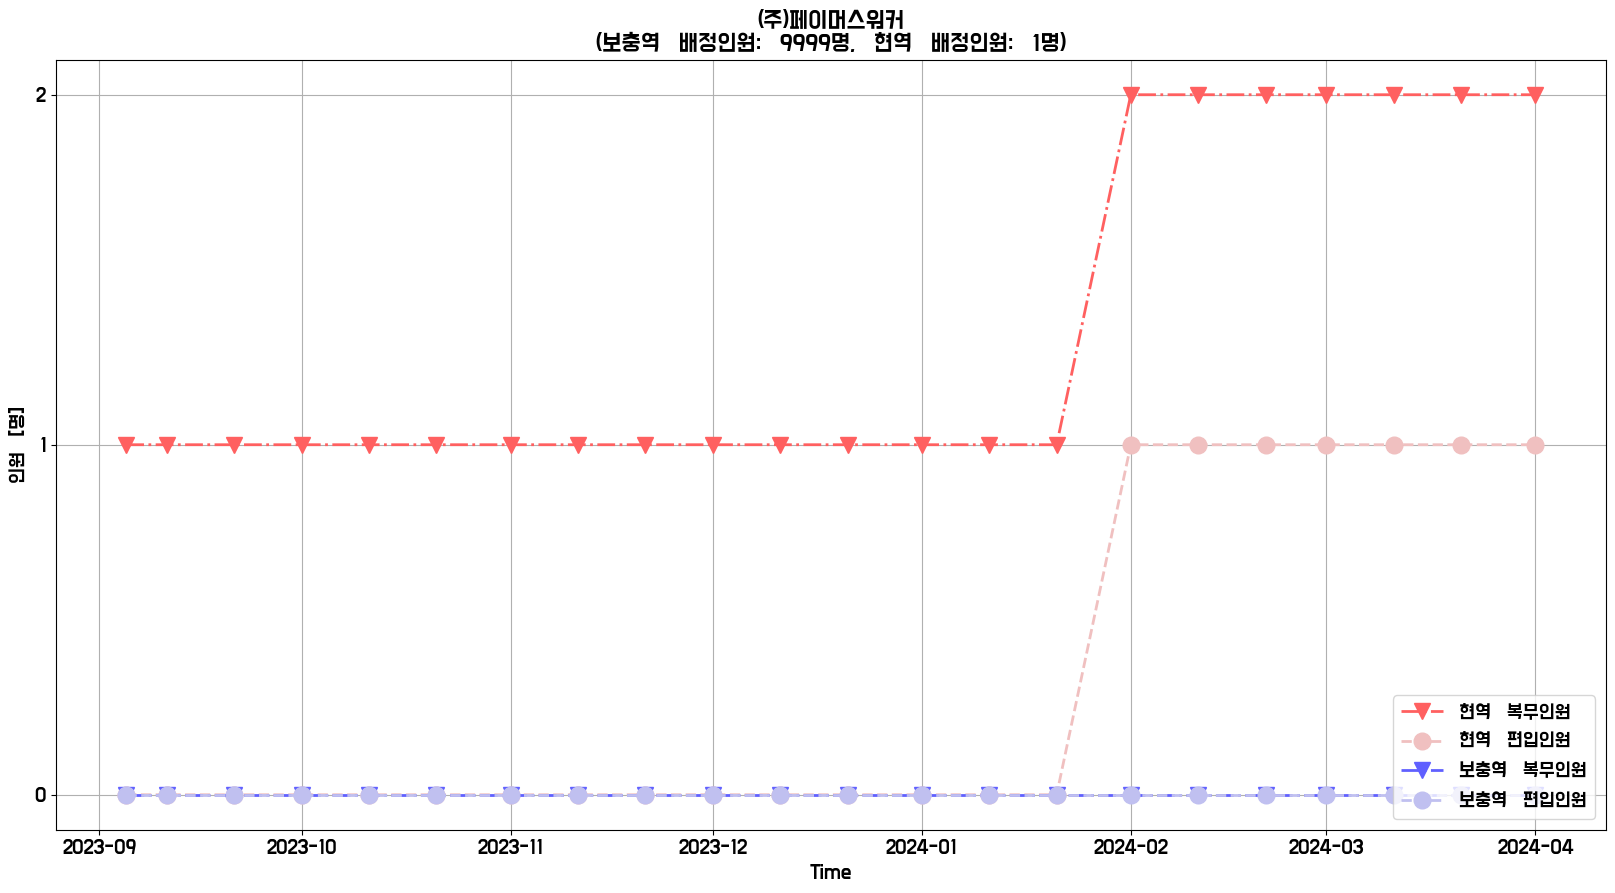 (주)페이머스워커
(보충역 배정인원: 9999명, 현역 배정인원: 1명)
인원 [명]
2
1
0
현역 복무인원
현역 편입인원
보충역 복무인원
보충역 편입인원
2023-09 2023-10 2023-11 2023-12 2024-01 2024-02 2024-03 2024-04
Time